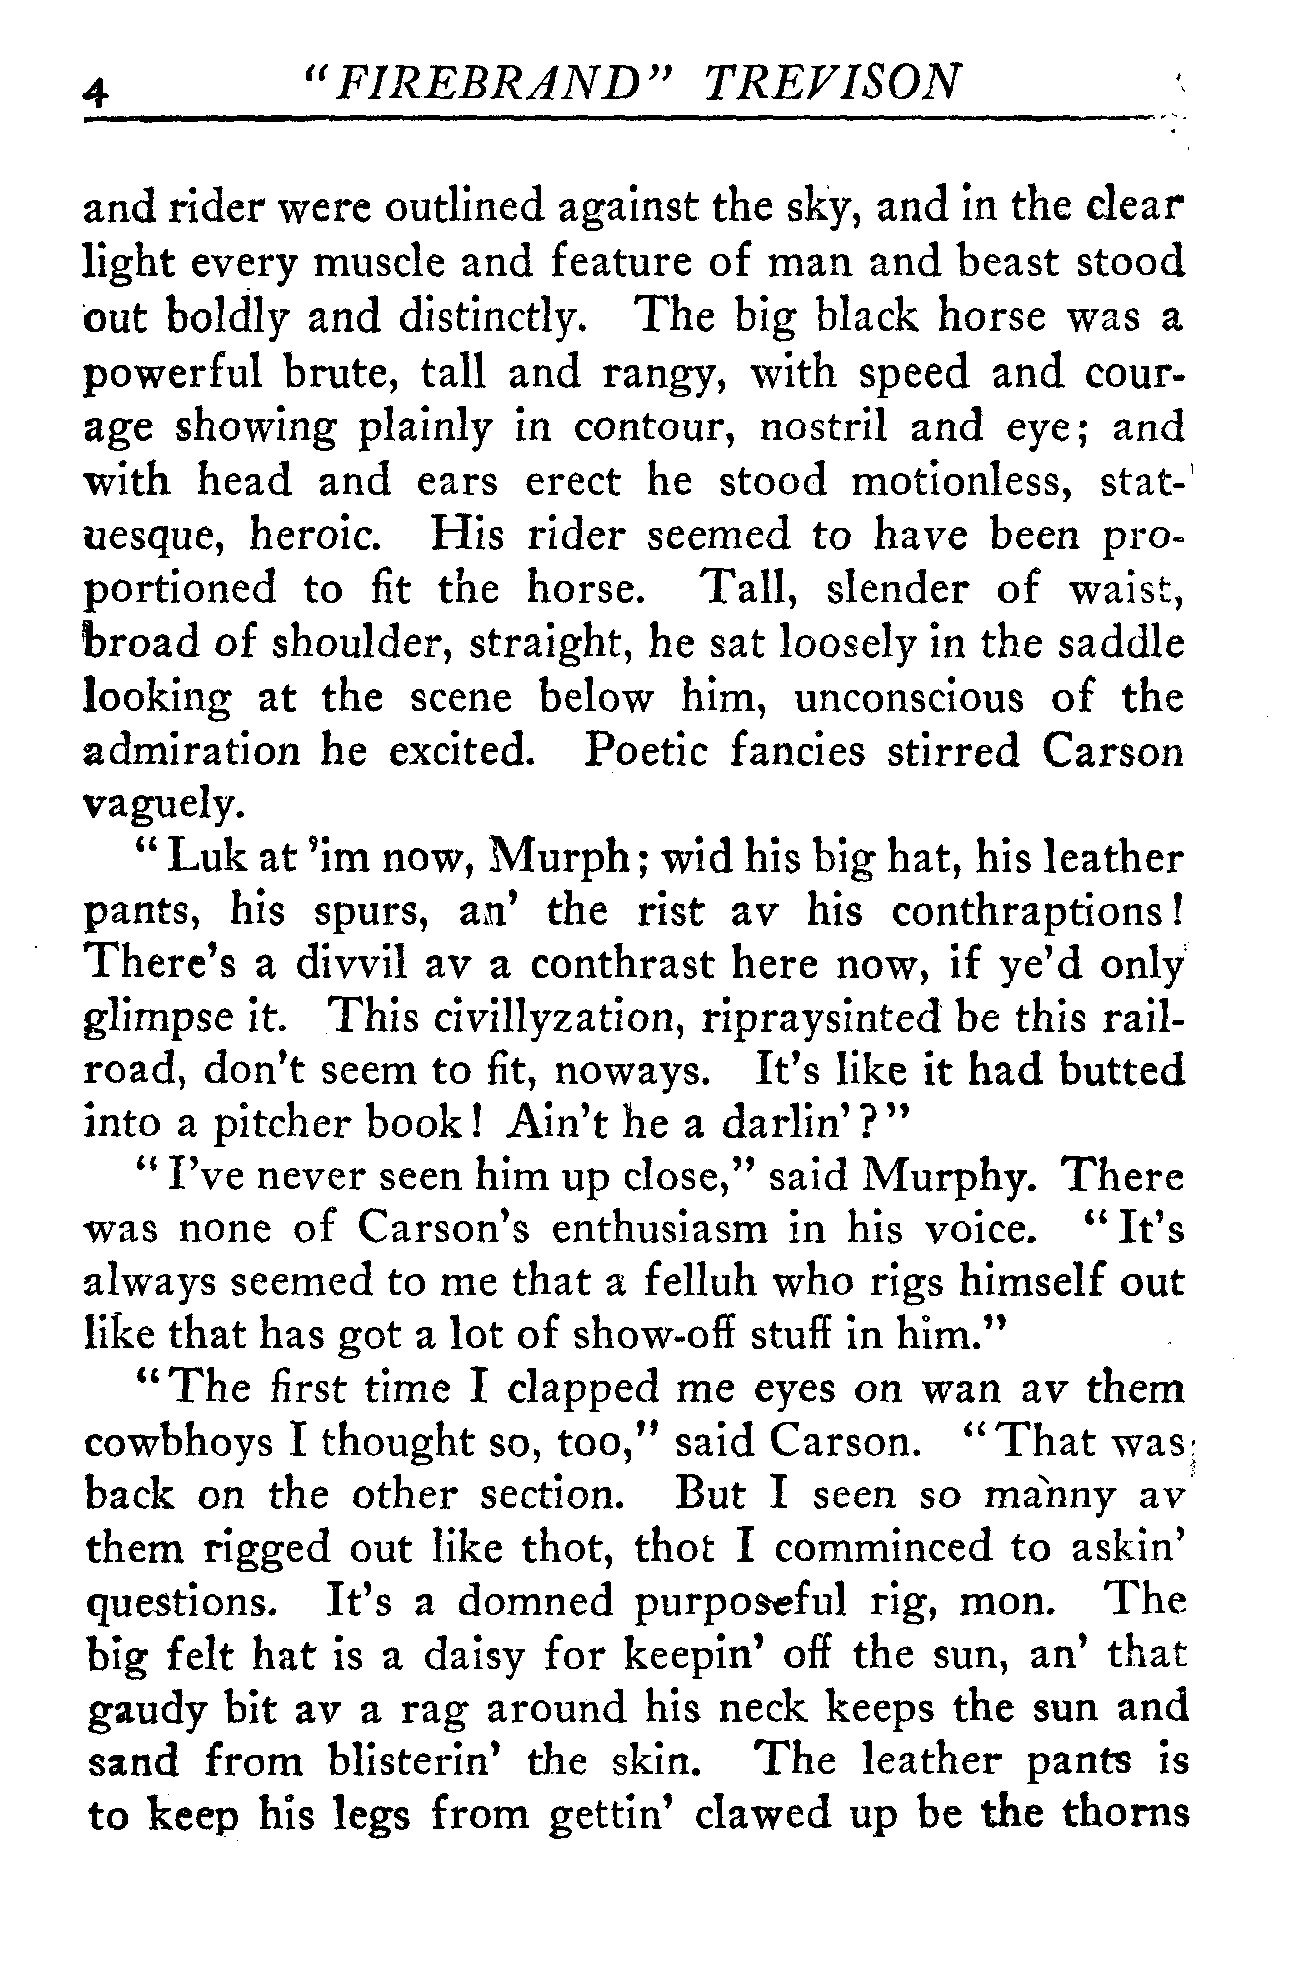 4 "FIREBRAND" TREVISON
and rider were outlined against the sky, and in the clear
light every muscle and feature of man and beast stood
out boldly and distinctly. The big black horse was a
powerful brute, tall and rangy, with speed and cour-
age showing plainly in contour, nostril and eye; and
with head and ears erect he stood motionless, stat-
uesque, heroic. His rider seemed to have been pro-
portioned to fit the horse. Tall, slender of waist,
broad of shoulder, straight, he sat loosely in the saddle
looking at the scene below him, unconscious of the
admiration he excited. Poetic fancies stirred Carson
vaguely.
"Luk at 'im now, Murph; wid his big hat, his leather
pants, his spurs, an' the rist av his conthraptions!
There's a divvil av a conthrast here now, if ye'd only
glimpse it. This civillyzation, ripraysinted be this rail-
road, don't seem to fit, noways. It's like it had butted
into a pitcher book! Ain't he a darlin'?"
"I've never seen him up close," said Murphy. There
was none of Carson's enthusiasm in his voice. "It's
always seemed to me that a felluh who rigs himself out
like that has got a lot of show-off stuff in him."
"The first time I clapped me eyes on wan av them
cowbhoys I thought so, too," said Carson. "That was
back on the other section. But I seen so manny av
them rigged out like thot, thot I comminced to askin'
questions. It's a domned purposeful rig, mon. The
big felt hat is a daisy for keepin' off the sun, an' that
gaudy bit av a rag around his neck keeps the sun and
sand from blisterin' the skin. The leather pants is
to keep his legs from gettin' clawed up be the thorns